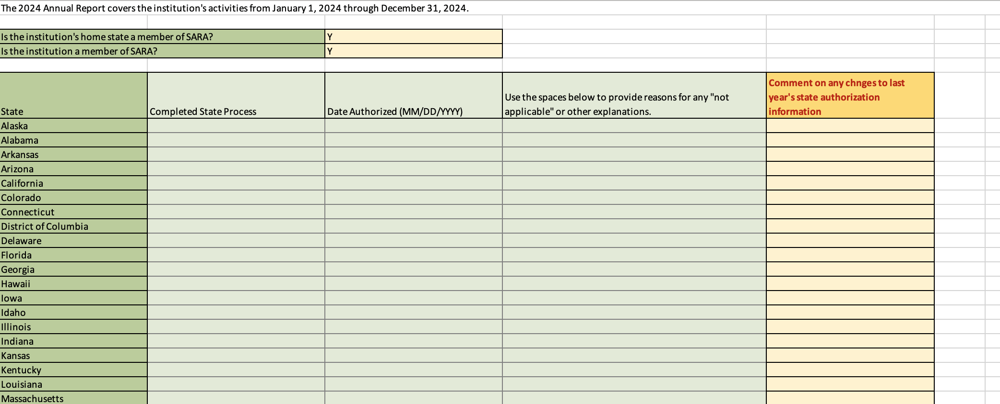 The 2024 Annual Report covers the institution's activities from January 1, 2024 through December 31, 2024.
Is the institution's home state a member of SARA? Y
Is the institution a member of SARA? Y
State
Completed State Process
Date Authorized (MM/DD/YYYY)
Use the spaces below to provide reasons for any "not
applicable" or other explanations.
Comment on any chnges to last
year's state authorization
information
Alaska
Alabama
Arkansas
Arizona
California
Colorado
Connecticut
District of Columbia
Delaware
Florida
Georgia
Hawaii
Iowa
Idaho
Illinois
Indiana
Kansas
Kentucky
Louisiana
Massachusetts